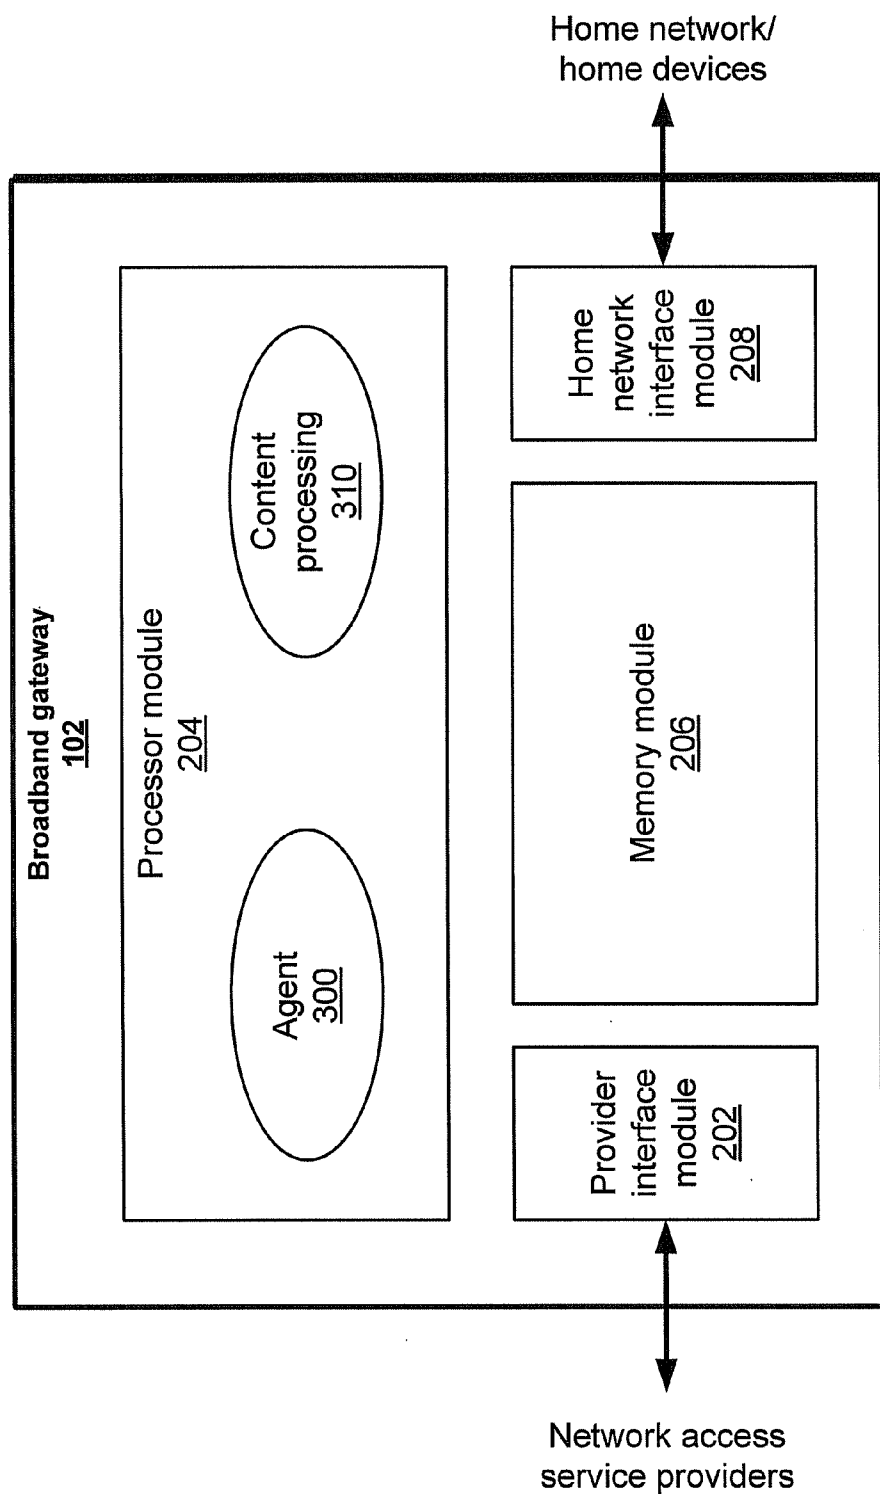 Home network/
home devices
Broadband gateway
102
Processor module
204
Agent
300
Content
processing
310
Provider
interface
module
202
Memory module
206
Home
network
interface
module
208
Network access
service providers